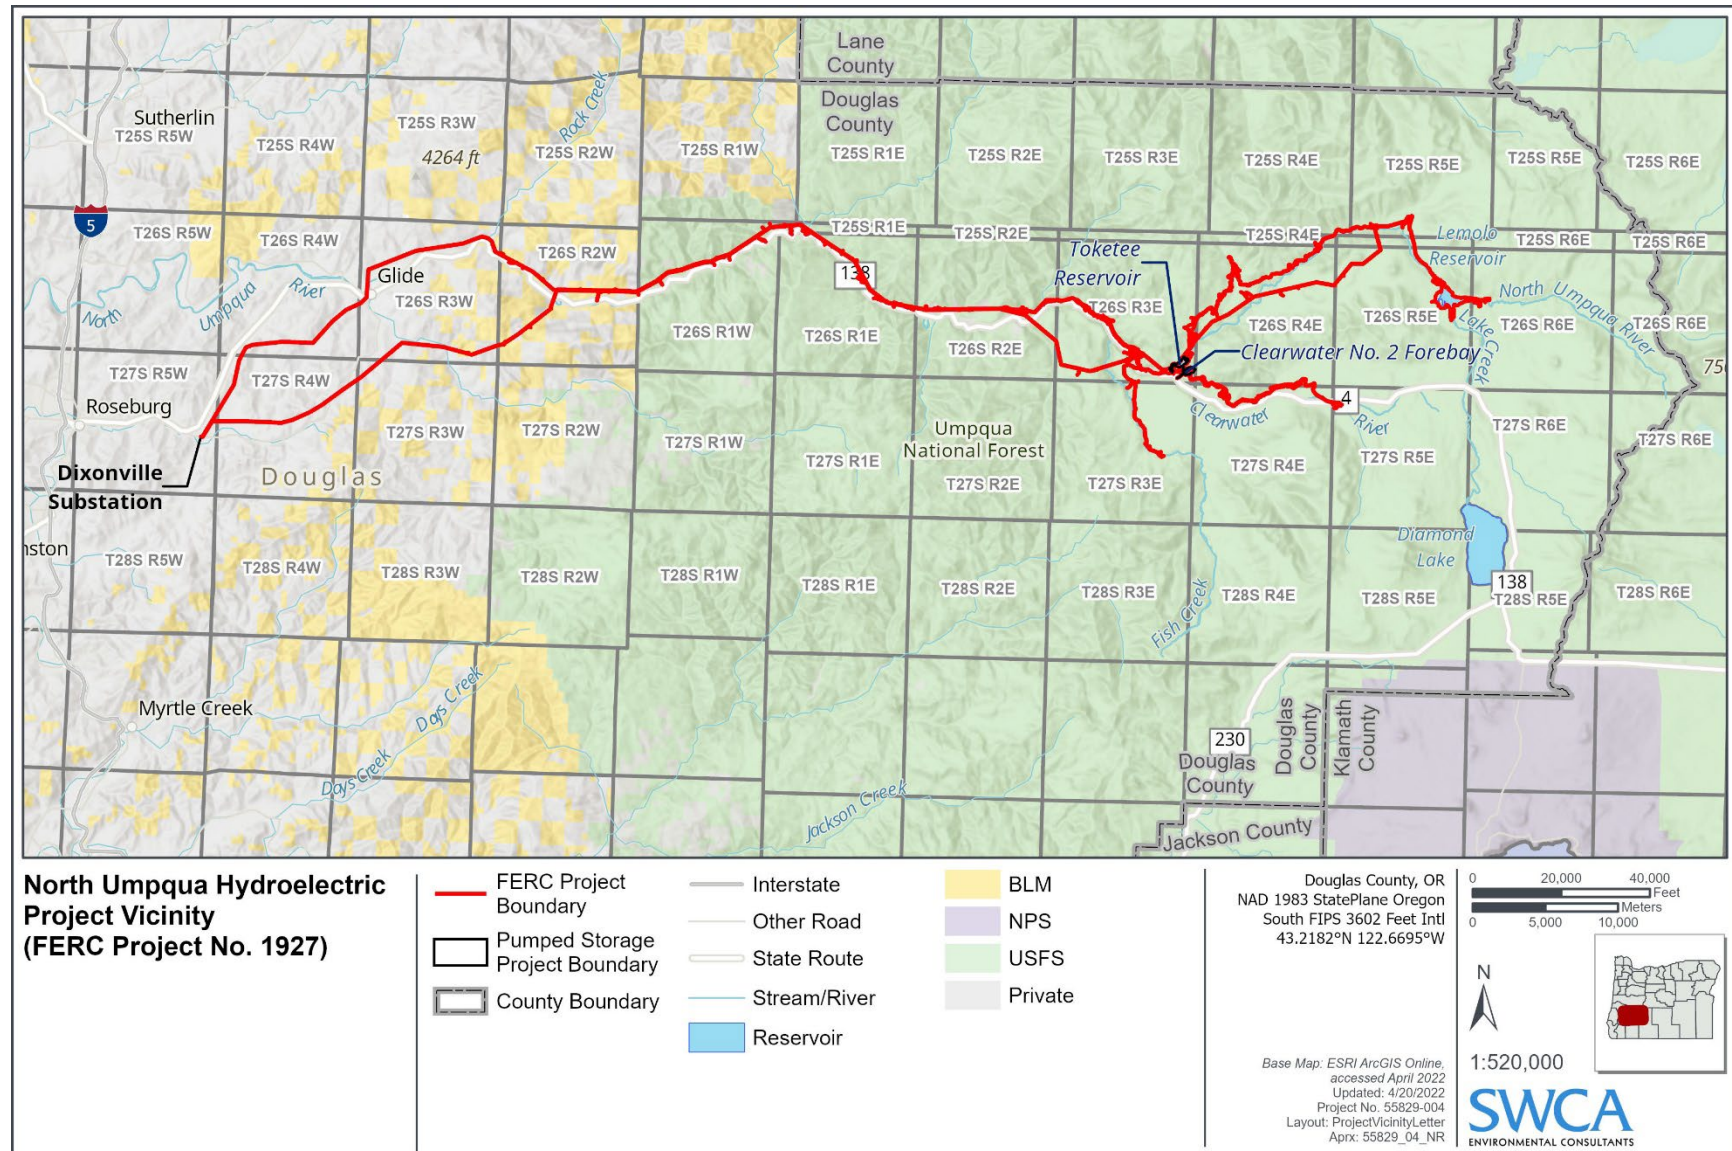 Lane
County
Douglas
County
Sutherlin
T25S R5W
T25S R4W
T25S R3W
4264 ft
Rock Creek
T25S R2W
T25S R1W
T25S R1E
T25S R2E
T25S R3E
T25S R4E
T25S R5E
T25S R5E
T25S R6E
5
T26S R5W
T26S R4W
T26S R2W
T25S R1E
T25S R2E
T25S R4E
T25S R6E
T25S R6E
Toketee
Reservoir
Lemolo
Reservoir
138
Glide
North
Umpqua
River
T26S R3W
T26S R1W
T26S R1E
T26S R2E
T26S R3E
T26S R4E
T26S R5E
T26S R6E
T26S R6E
North Umpqua River
Lake Creek
Clearwater No. 2 Forebay
T27S R5W
T27S R4W
Roseburg
Dixonville
Substation
Douglas
T27S R3W
T27S R2W
T27S R1W
T27S R1E
Umpqua
National Forest
T27S R2E
T27S R3E
T27S R4E
T27S R5E
T27S R6E
T27S R6E
Clearwater
River
4
750
nston
T28S R5W
T28S R4W
T28S R3W
T28S R2W
T28S R1W
T28S R1E
T28S R2E
T28S R3E
T28S R4E
T28S R5E
T28S R5E
T28S R6E
Diamond
Lake
138
Fish Creek
Myrtle Creek
Days Creek
Days Creek
Jackson Creek
230
Douglas
County
Douglas
County
Klamath
County
Jackson County
North Umpqua Hydroelectric
Project Vicinity
(FERC Project No. 1927)
FERC Project
Boundary
Pumped Storage
Project Boundary
County Boundary
Interstate
Other Road
State Route
Stream/River
Reservoir
BLM
NPS
USFS
Private
Douglas County, OR
NAD 1983 StatePlane Oregon
South FIPS 3602 Feet Intl
43.2182°N 122.6695°W
Base Map: ESRI ArcGIS Online,
accessed April 2022
Updated: 4/20/2022
Project No. 55829-004
Layout: ProjectVicinityLetter
Aprx: 55829_04_NR
0 20,000 40,000
Feet
Meters
0 5,000 10,000
N
1:520,000
SWCA
ENVIRONMENTAL CONSULTANTS